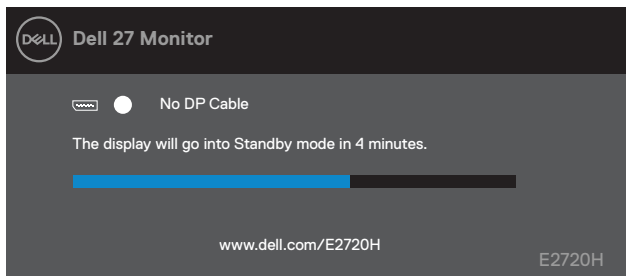 DELL
Dell 27 Monitor
No DP Cable
The display will go into Standby mode in 4 minutes.
www.dell.com/E2720H
E2720H